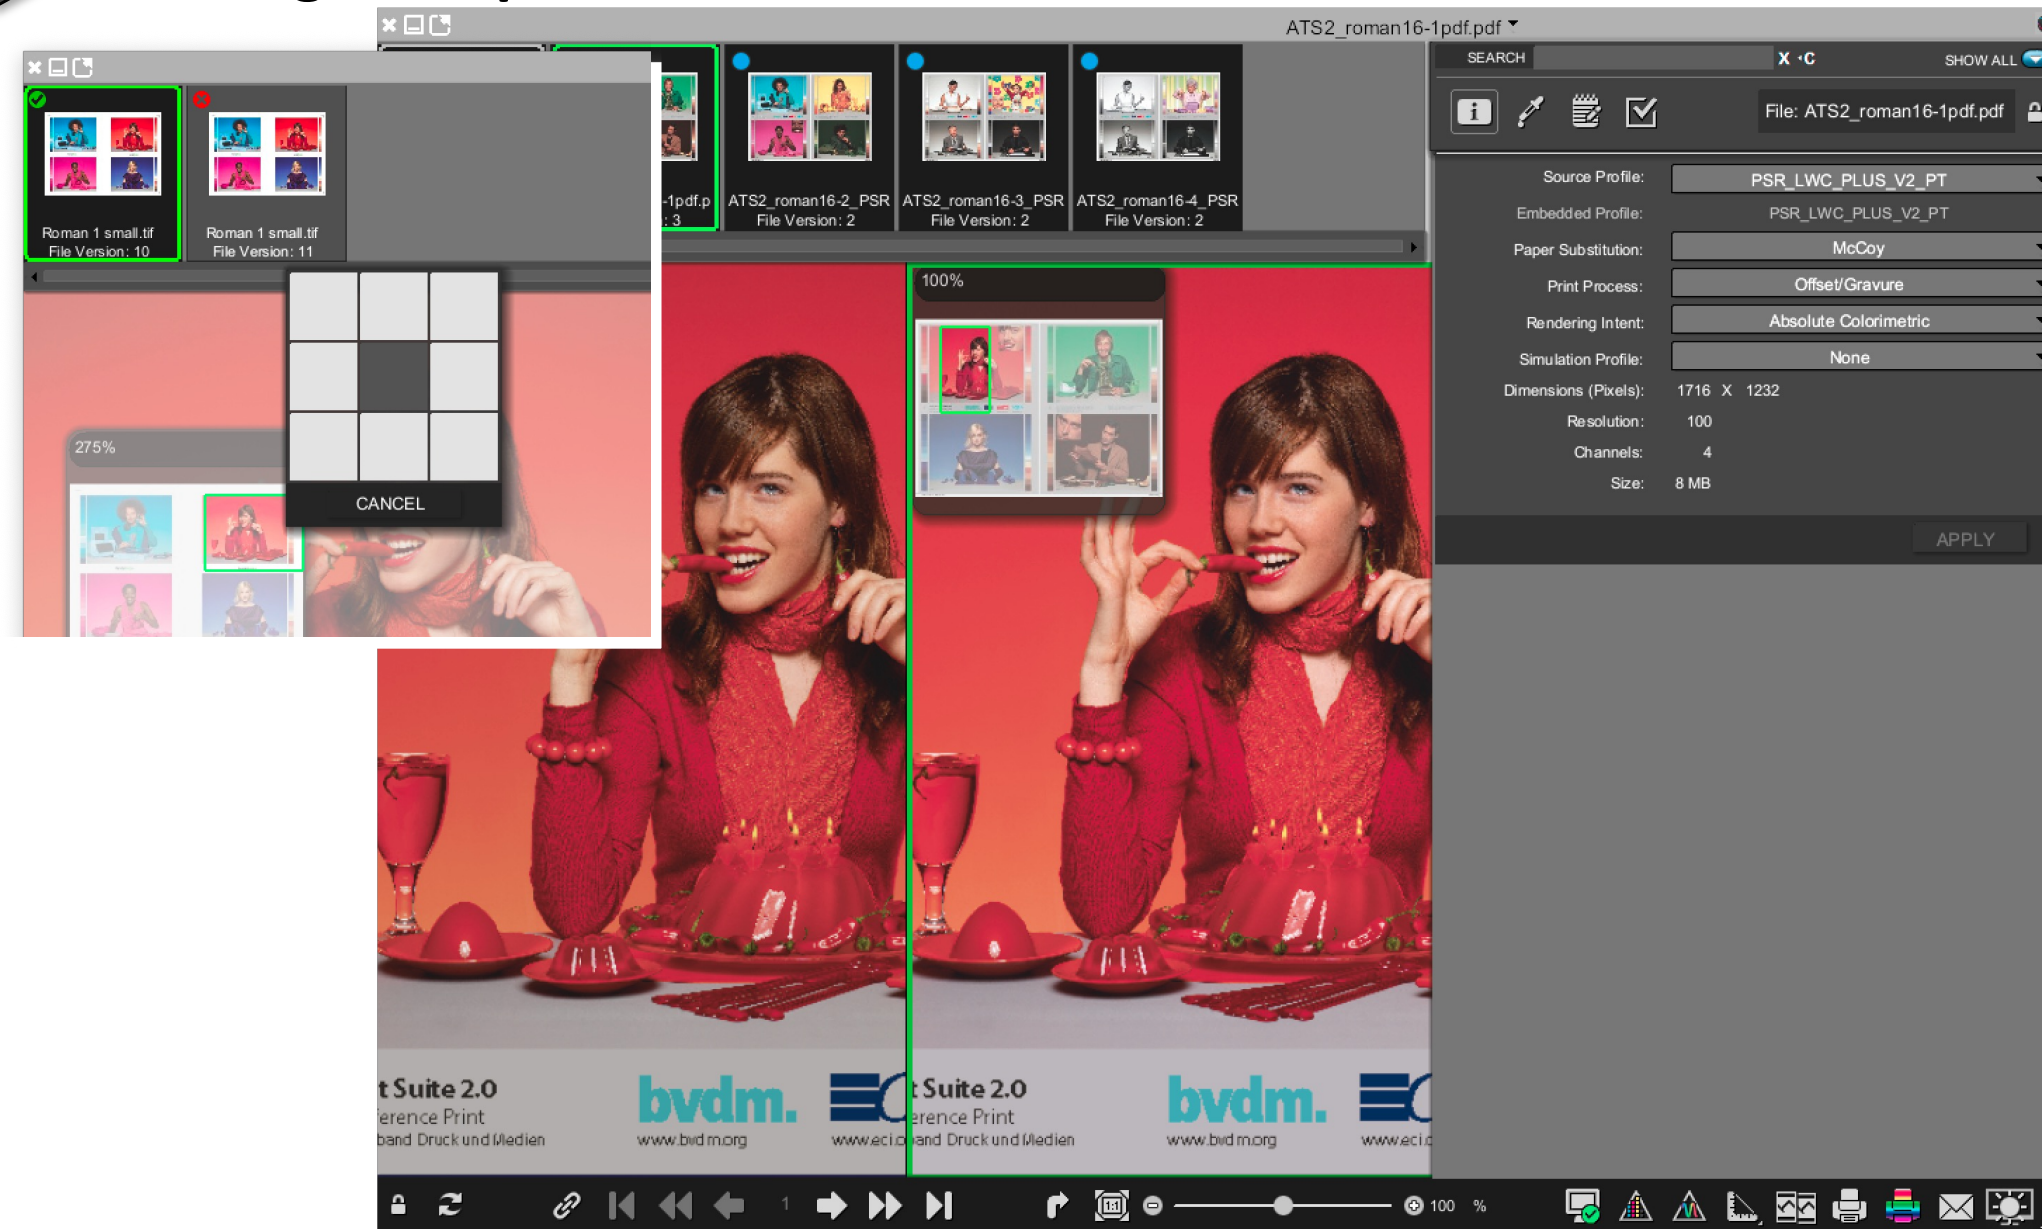 ATS2_roman16-1pdf.pdf
Roman 1 small.tif
File Version: 10
Roman 1 small.tif
File Version: 11
275%
CANCEL
-1pdf.p
: 3
ATS2_roman16-2_PSR
File Version: 2
ATS2_roman16-3_PSR
File Version: 2
ATS2_roman16-4_PSR
File Version: 2
100%
SEARCH
X
C
SHOW ALL
i
File: ATS2_roman16-1pdf.pdf
Source Profile: PSR_LWC_PLUS_V2_PT
Embedded Profile: PSR_LWC_PLUS_V2_PT
Paper Substitution: McCoy
Print Process: Offset/Gravure
Rendering Intent: Absolute Colorimetric
Simulation Profile: None
Dimensions (Pixels): 1716 X 1232
Resolution: 100
Channels: 4
Size: 8 MB
APPLY
t Suite 2.0
erence Print
band Druck und Medien
bvdm.
www.bvdm.org
www.eci.o
t Suite 2.0
erence Print
band Druck und Medien
bvdm.
www.bvdm.org
www.eci.o
1
1:1
100 %